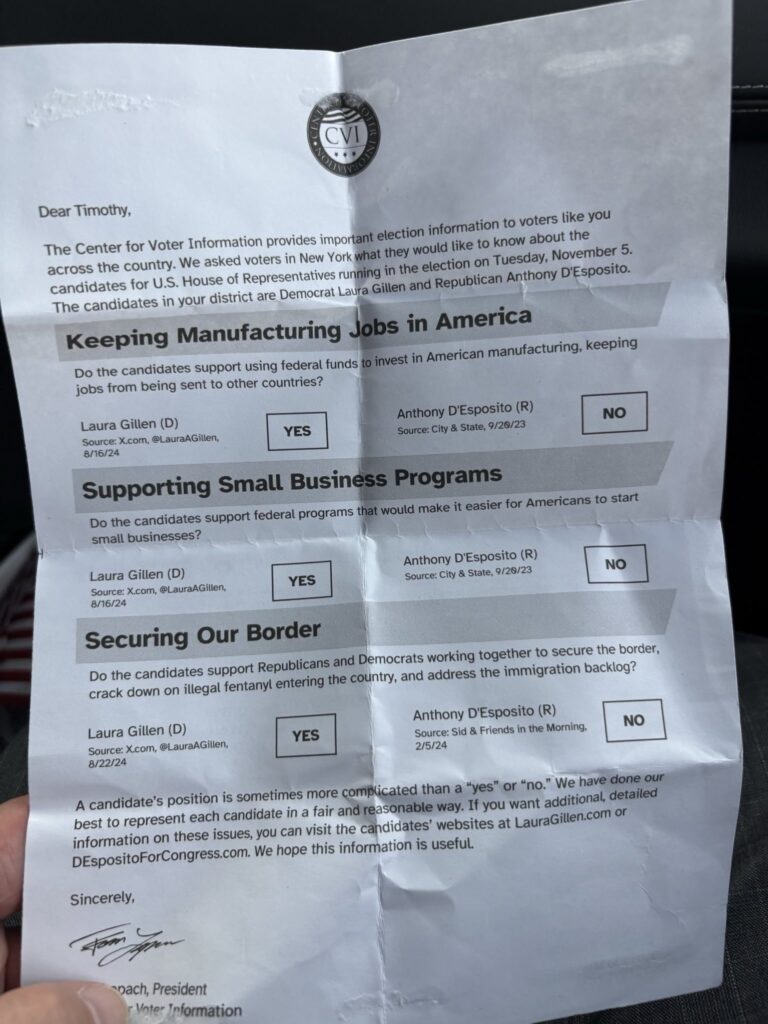 CENTER VOTER INFORMATION
CVI
Dear Timothy,
The Center for Voter Information provides important election information to voters like you
across the country. We asked voters in New York what they would like to know about the
candidates for U.S. House of Representatives running in the election on Tuesday, November 5.
The candidates in your district are Democrat Laura Gillen and Republican Anthony D'Esposito.
Keeping Manufacturing Jobs in America
Do the candidates support using federal funds to invest in American manufacturing, keeping
jobs from being sent to other countries?
Laura Gillen (D)
Source: X.com, @LauraAGillen,
8/16/24
YES
Anthony D'Esposito (R)
Source: City & State, 9/20/23
NO
Supporting Small Business Programs
Do the candidates support federal programs that would make it easier for Americans to start
small businesses?
Laura Gillen (D)
Source: X.com, @LauraAGillen,
8/16/24
YES
Anthony D'Esposito (R)
Source: City & State, 9/20/23
NO
Securing Our Border
Do the candidates support Republicans and Democrats working together to secure the border,
crack down on illegal fentanyl entering the country, and address the immigration backlog?
Laura Gillen (D)
Source: X.com, @LauraAGillen,
8/22/24
YES
Anthony D'Esposito (R)
Source: Sid & Friends in the Morning,
2/5/24
NO
A candidate's position is sometimes more complicated than a "yes" or "no." We have done our
best to represent each candidate in a fair and reasonable way. If you want additional, detailed
information on these issues, you can visit the candidates' websites at LauraGillen.com or
DEspositoForCongress.com. We hope this information is useful.
Sincerely,
pach, President
r Voter Information